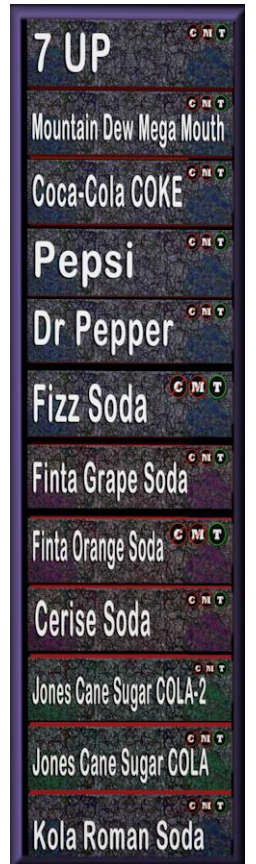 7 UP
C M T
Mountain Dew Mega Mouth
C M T
Coca-Cola COKE
C M T
Pepsi
C M T
Dr Pepper
C M T
Fizz Soda
C M T
Finta Grape Soda
C M T
Finta Orange Soda
C M T
Cerise Soda
C M T
Jones Cane Sugar COLA-2
C M T
Jones Cane Sugar COLA
C M T
Kola Roman Soda
C M T